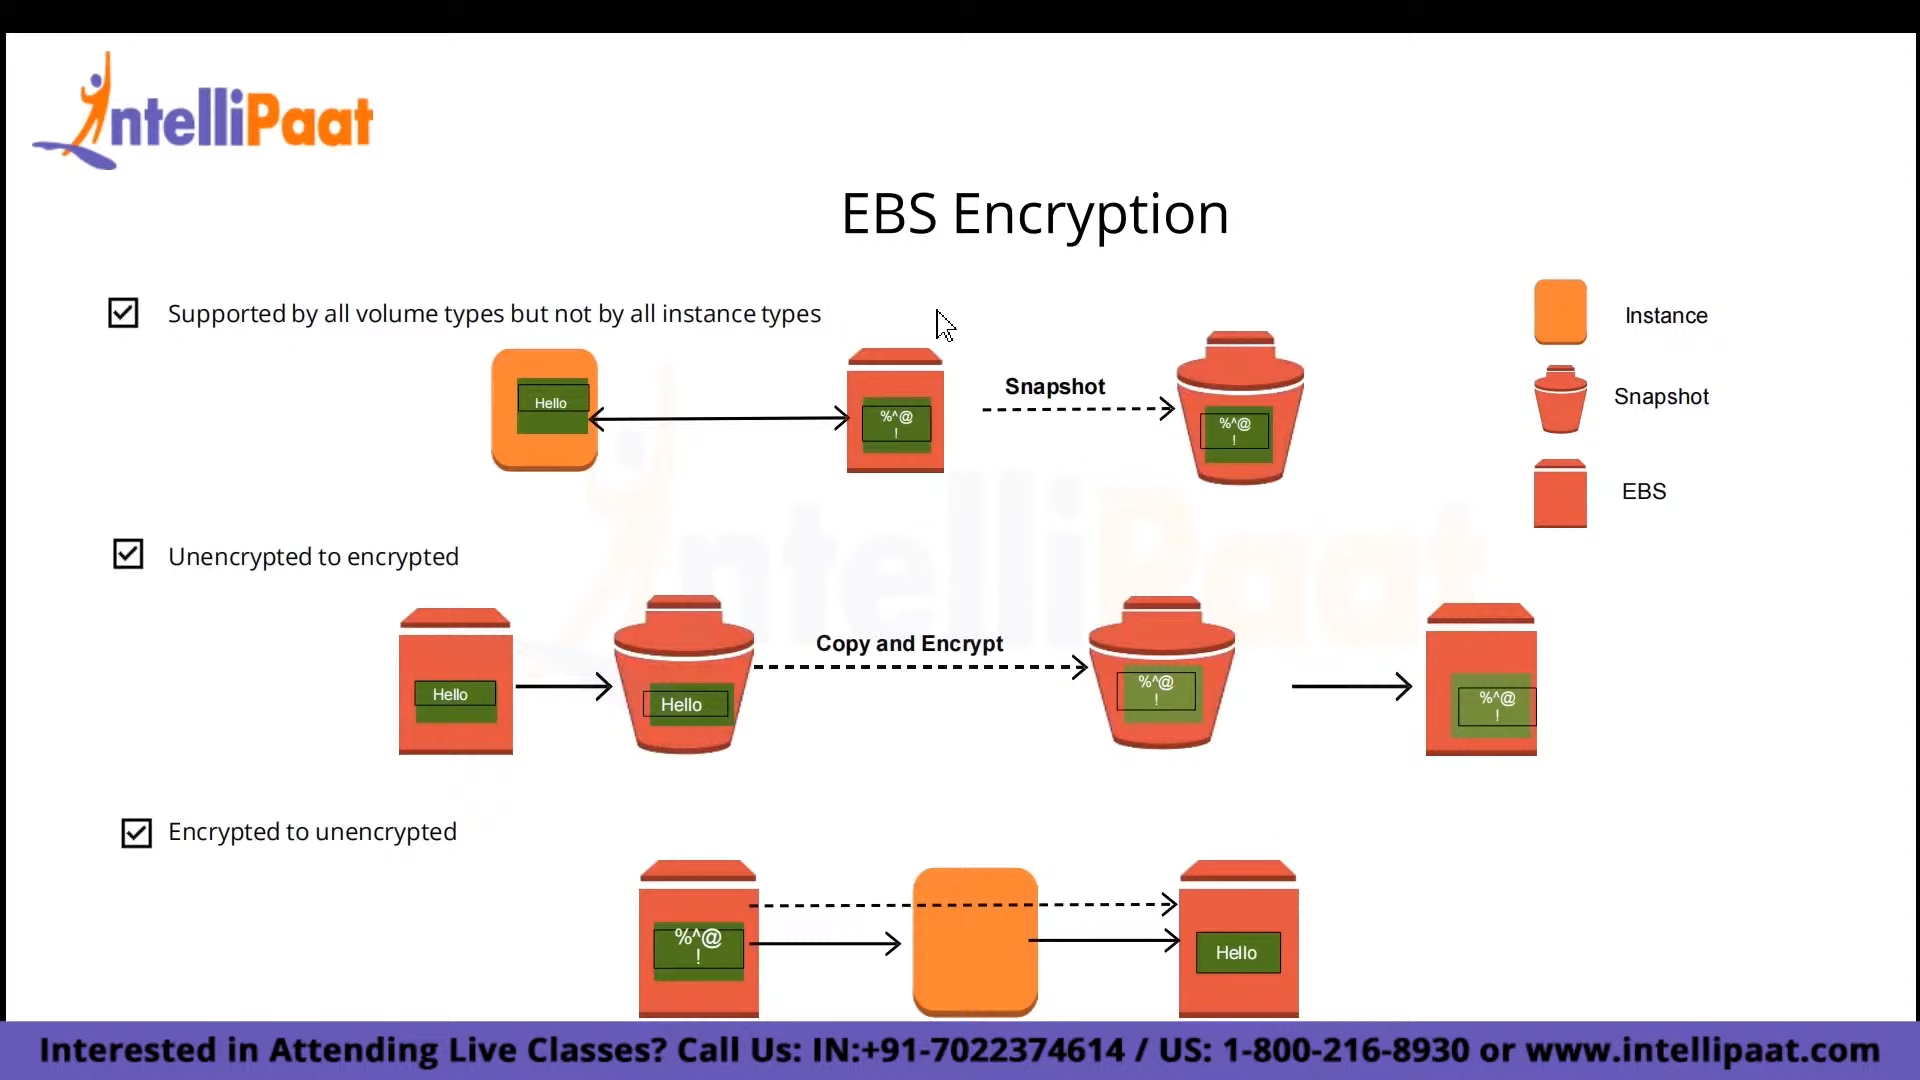 IntelliPaat
EBS Encryption
Supported by all volume types but not by all instance types
Instance
Hello
%^@
!
Snapshot
%^@
!
Snapshot
EBS
Unencrypted to encrypted
Hello
Hello
Copy and Encrypt
%^@
!
%^@
!
Encrypted to unencrypted
%^@
!
Hello
IntelliPaat
Interested in Attending Live Classes? Call Us: IN:+91-7022374614 / US: 1-800-216-8930 or www.intellipaat.com